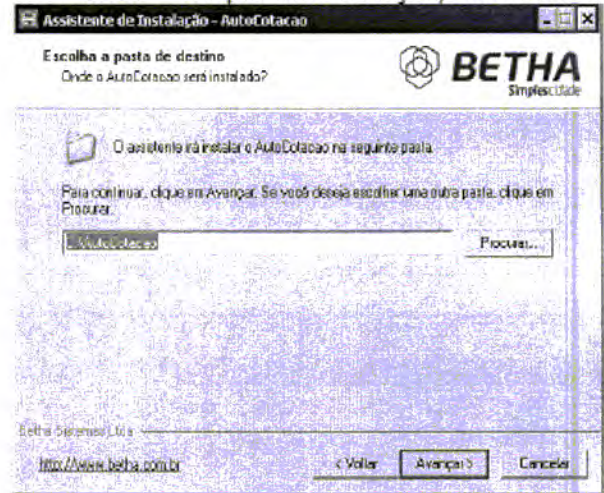 Assistente de Instalação - AutoCotacao
Escolha a pasta de destino
Onde o AutoCotacao será instalado?
BETHA
Simplescidade
O assistente irá instalar o AutoCotacao na seguinte pasta
Para continuar, clique em Avançar. Se você deseja escolher uma outra pasta, clique em
Procurar.
\AutoCotacao
Procurar...
Betha Sistemas Ltda
http://www.betha.com.br
< Voltar
Avançar >
Cancelar